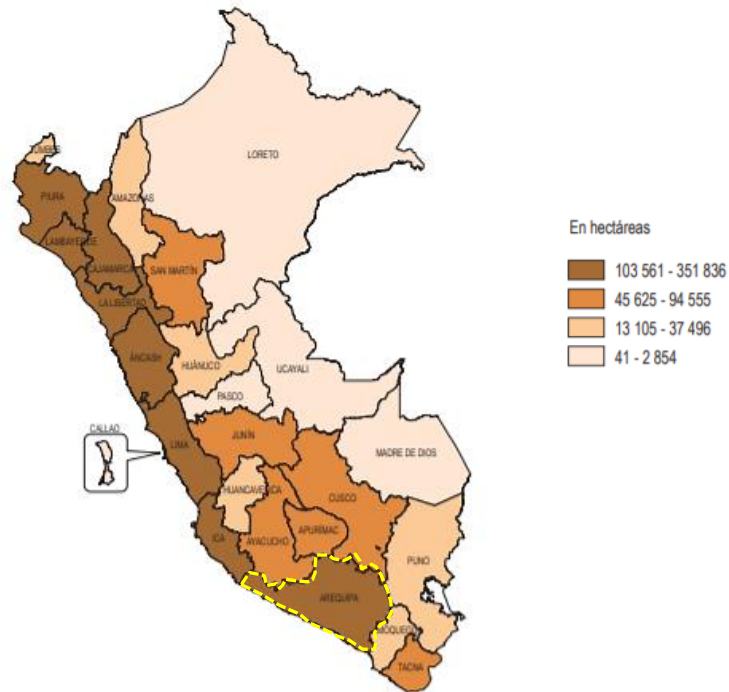 TUMBES
LORETO
PIURA
AMAZONAS
LAMBAYEQUE
CAJAMARCA
SAN MARTÍN
LA LIBERTAD
ÁNCASH
HUÁNUCO
UCAYALI
PASCO
CALLAO
LIMA
JUNÍN
MADRE DE DIOS
HUANCAVELICA
CUSCO
ICA
AYACUCHO
APURÍMAC
PUNO
AREQUIPA
MOQUEGUA
TACNA
En hectáreas
103 561 - 351 836
45 625 - 94 555
13 105 - 37 496
41 - 2 854